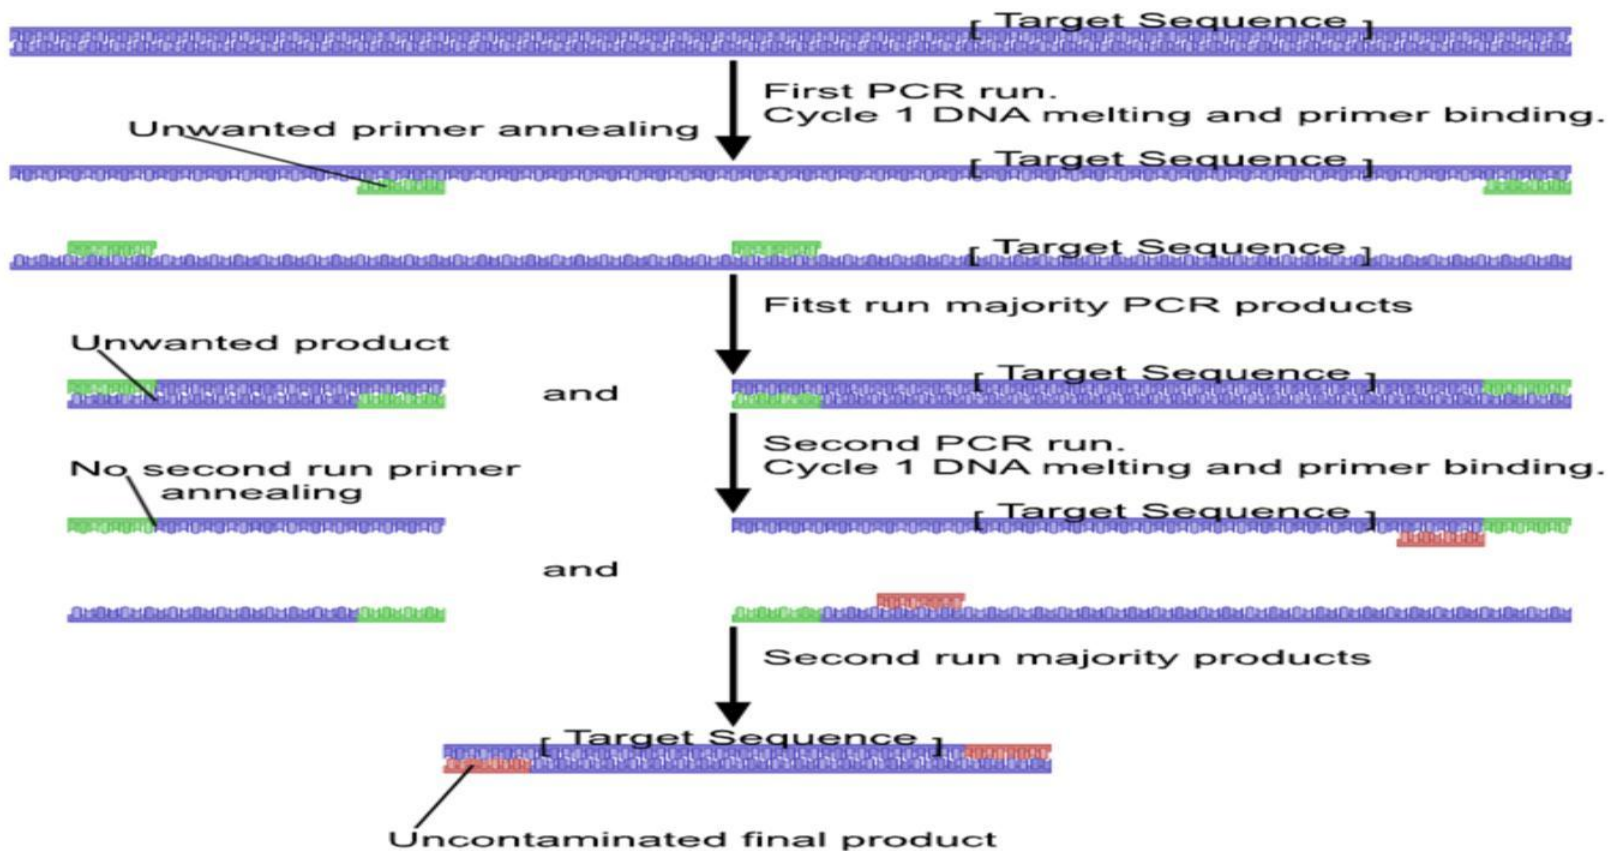 [ Target Sequence ]
First PCR run.
Cycle 1 DNA melting and primer binding.
Unwanted primer annealing
[ Target Sequence ]
[ Target Sequence ]
Fitst run majority PCR products
Unwanted product
[ Target Sequence ]
and
Second PCR run.
Cycle 1 DNA melting and primer binding.
No second run primer
annealing
[ Target Sequence ]
and
Second run majority products
[ Target Sequence ]
Uncontaminated final product